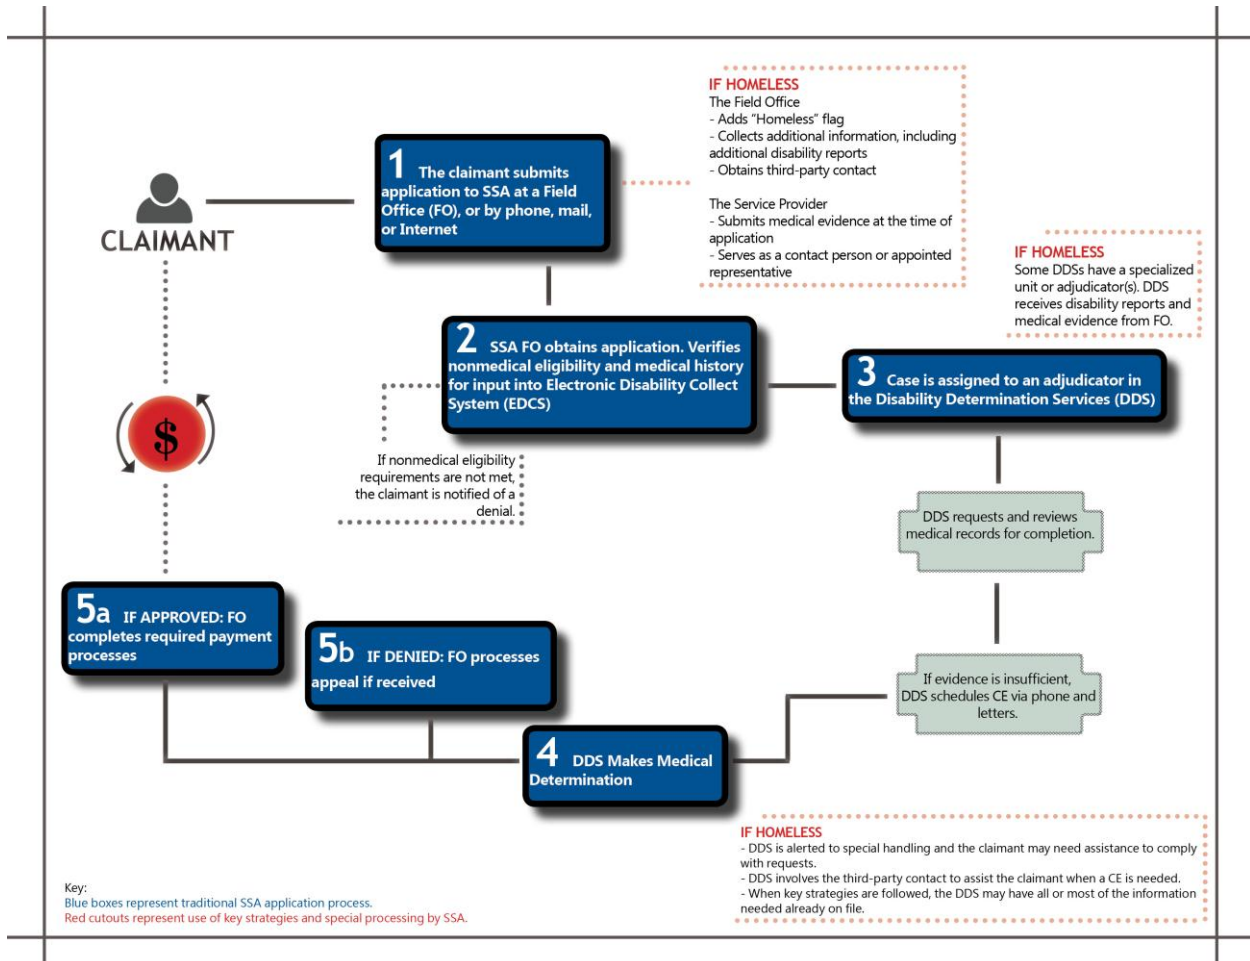 CLAIMANT
1 The claimant submits
application to SSA at a Field
Office (FO), or by phone, mail,
or Internet
IF HOMELESS
The Field Office
- Adds "Homeless" flag
- Collects additional information, including
additional disability reports
- Obtains third-party contact
The Service Provider
- Submits medical evidence at the time of
application
- Serves as a contact person or appointed
representative
2 SSA FO obtains application. Verifies
nonmedical eligibility and medical history
for input into Electronic Disability Collect
System (EDCS)
If nonmedical eligibility
requirements are not met,
the claimant is notified of a
denial.
IF HOMELESS
Some DDSs have a specialized
unit or adjudicator(s). DDS
receives disability reports and
medical evidence from FO.
3 Case is assigned to an adjudicator in
the Disability Determination Services (DDS)
DDS requests and reviews
medical records for completion.
If evidence is insufficient,
DDS schedules CE via phone and
letters.
$
4 DDS Makes Medical
Determination
5a IF APPROVED: FO
completes required payment
processes
5b IF DENIED: FO processes
appeal if received
IF HOMELESS
- DDS is alerted to special handling and the claimant may need assistance to comply
with requests.
- DDS involves the third-party contact to assist the claimant when a CE is needed.
- When key strategies are followed, the DDS may have all or most of the information
needed already on file.
Key:
Blue boxes represent traditional SSA application process.
Red cutouts represent use of key strategies and special processing by SSA.